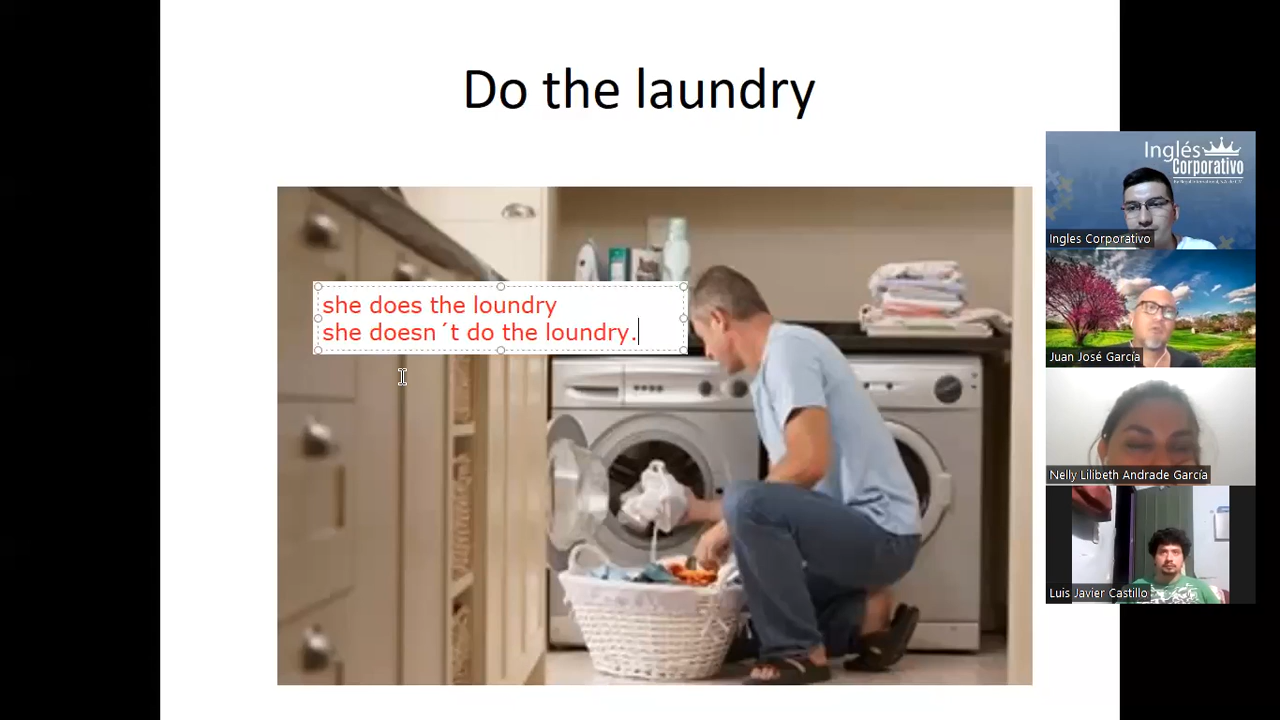 Do the laundry
she does the loundry
she doesn´t do the loundry.
Inglés
Corporativo
Ingles Corporativo
Juan José García
Nelly Lilibeth Andrade García
Luis Javier Castillo